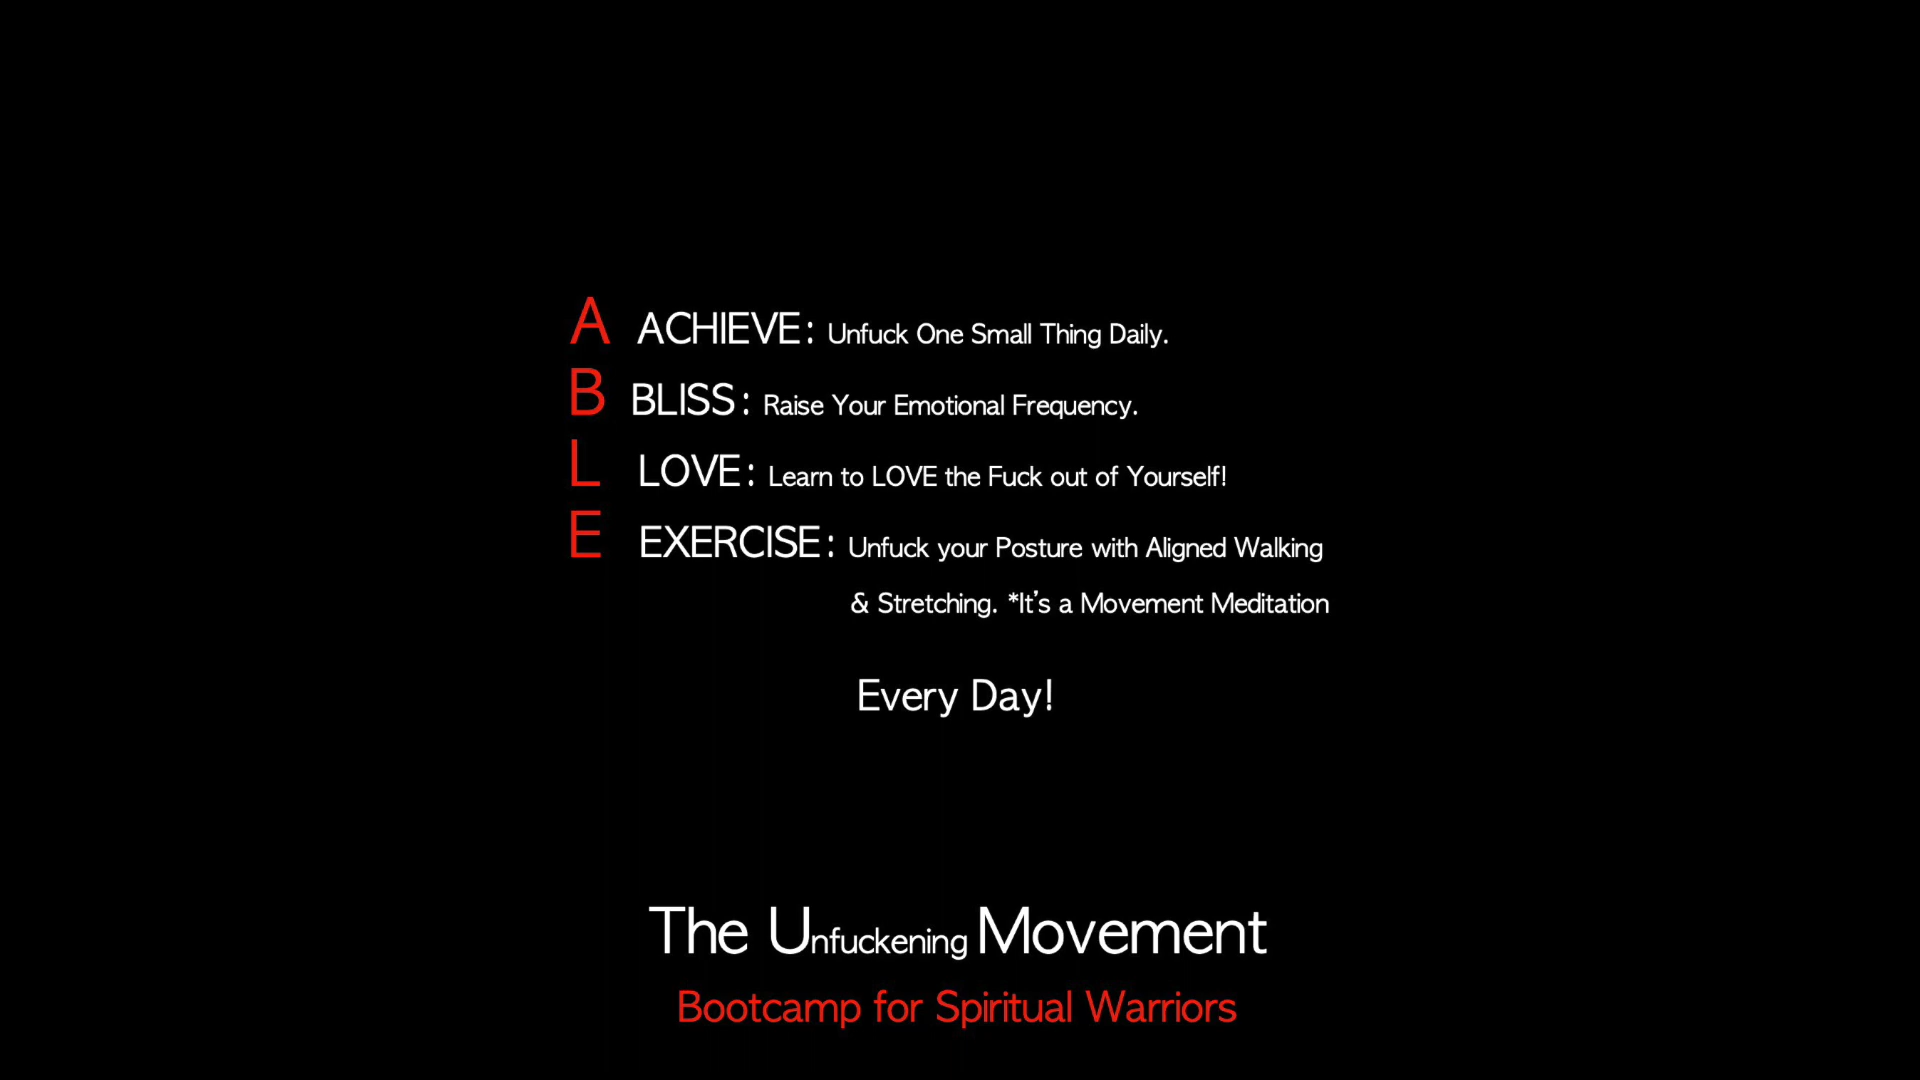 A ACHIEVE: Unfuck One Small Thing Daily.
B BLISS: Raise Your Emotional Frequency.
L LOVE: Learn to LOVE the Fuck out of Yourself!
E EXERCISE: Unfuck your Posture with Aligned Walking
& Stretching. *It's a Movement Meditation
Every Day!
The Unfuckening Movement
Bootcamp for Spiritual Warriors